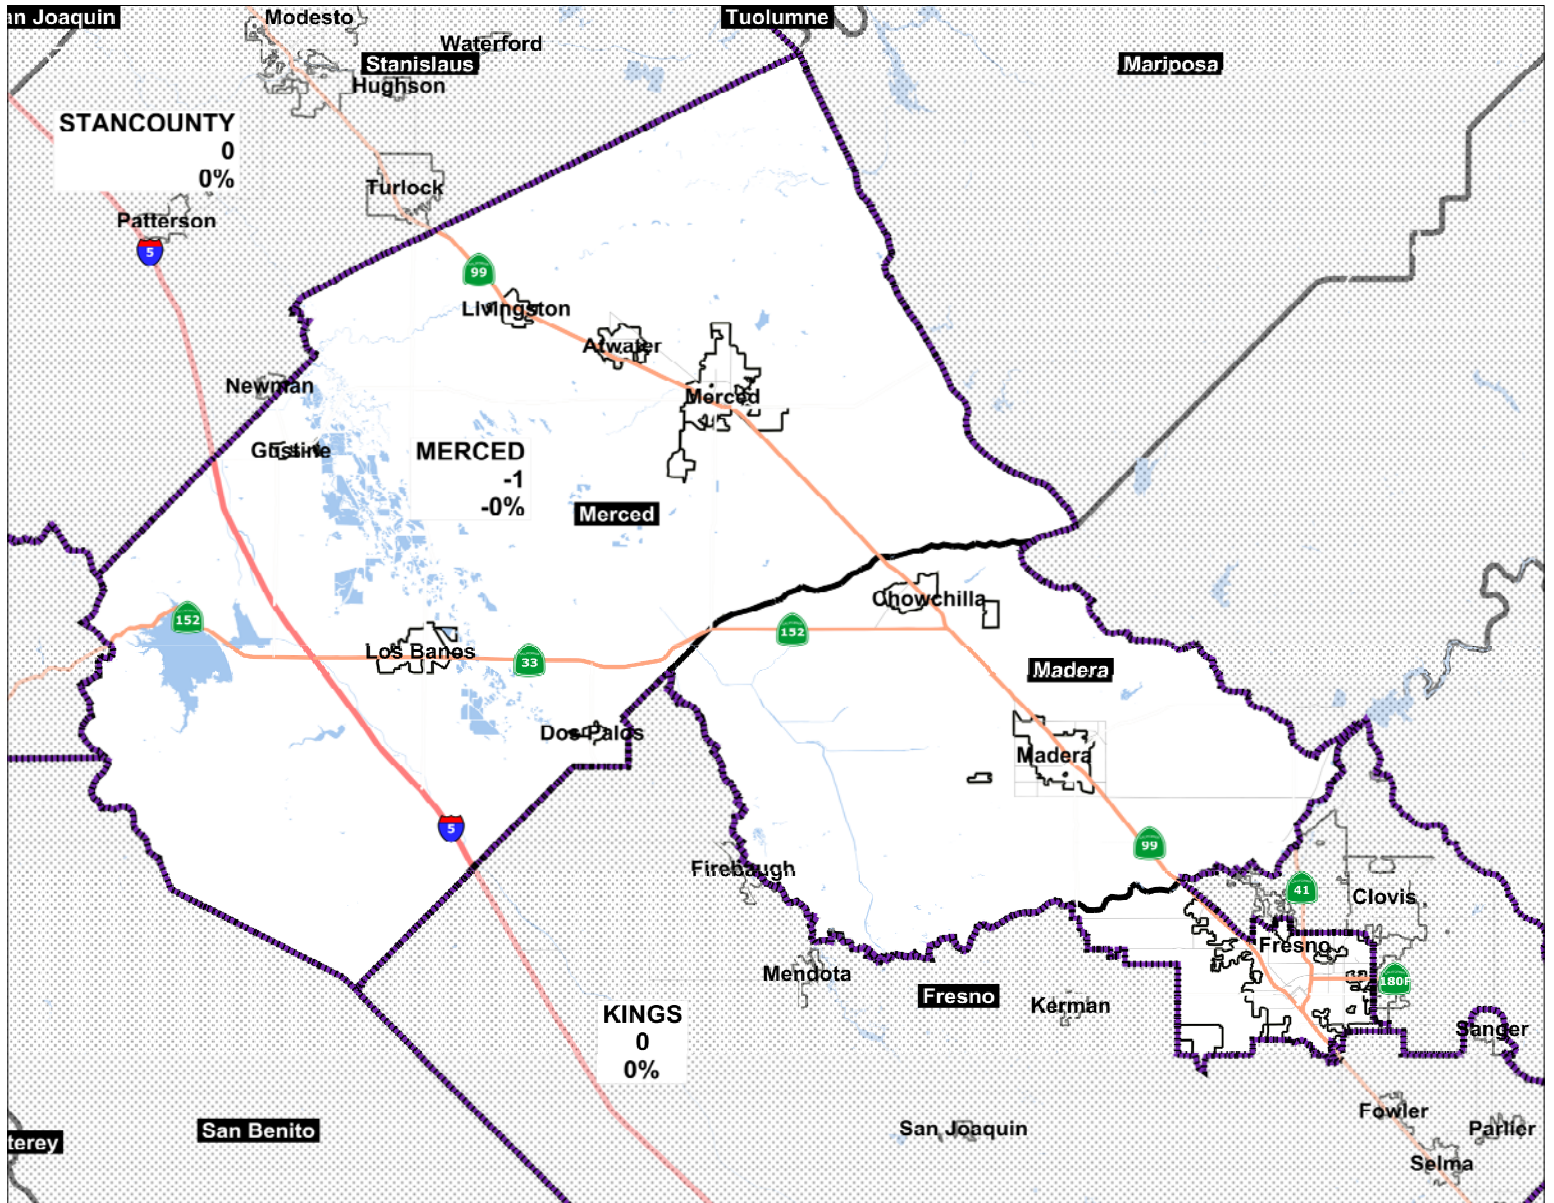 an Joaquin
Modesto
Tuolumne
Waterford
Stanislaus
Mariposa
Hughson
STANCOUNTY
0
0%
Turlock
Patterson
5
99
Livingston
Atwater
Newman
Merced
Gustine
MERCED
-1
-0%
Merced
Chowchilla
152
152
Los Banos
33
Madera
Dos Palos
Madera
5
99
Firebaugh
41
Clovis
Fresno
Mendota
180
Fresno
Kerman
KINGS
0
0%
Sanger
Fowler
San Benito
San Joaquin
Parlier
terey
Selma